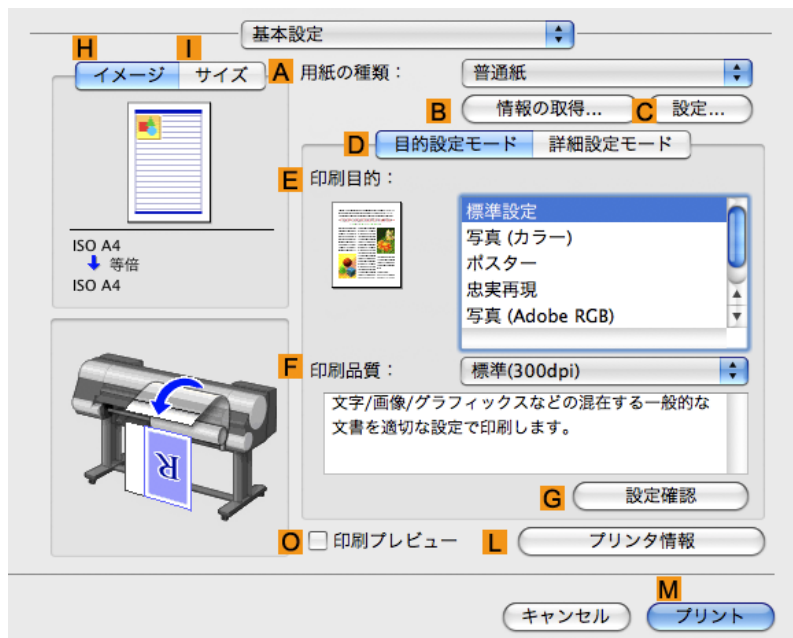 基本設定
H I
イメージ サイズ
A 用紙の種類： 普通紙
B 情報の取得... C 設定...
D 目的設定モード 詳細設定モード
E 印刷目的：
標準設定
写真 (カラー)
ポスター
忠実再現
写真 (Adobe RGB)
ISO A4
等倍
ISO A4
F 印刷品質： 標準(300dpi)
文字/画像/グラフィックスなどの混在する一般的な
文書を適切な設定で印刷します。
R
G 設定確認
O 印刷プレビュー L プリンタ情報
M
キャンセル プリント